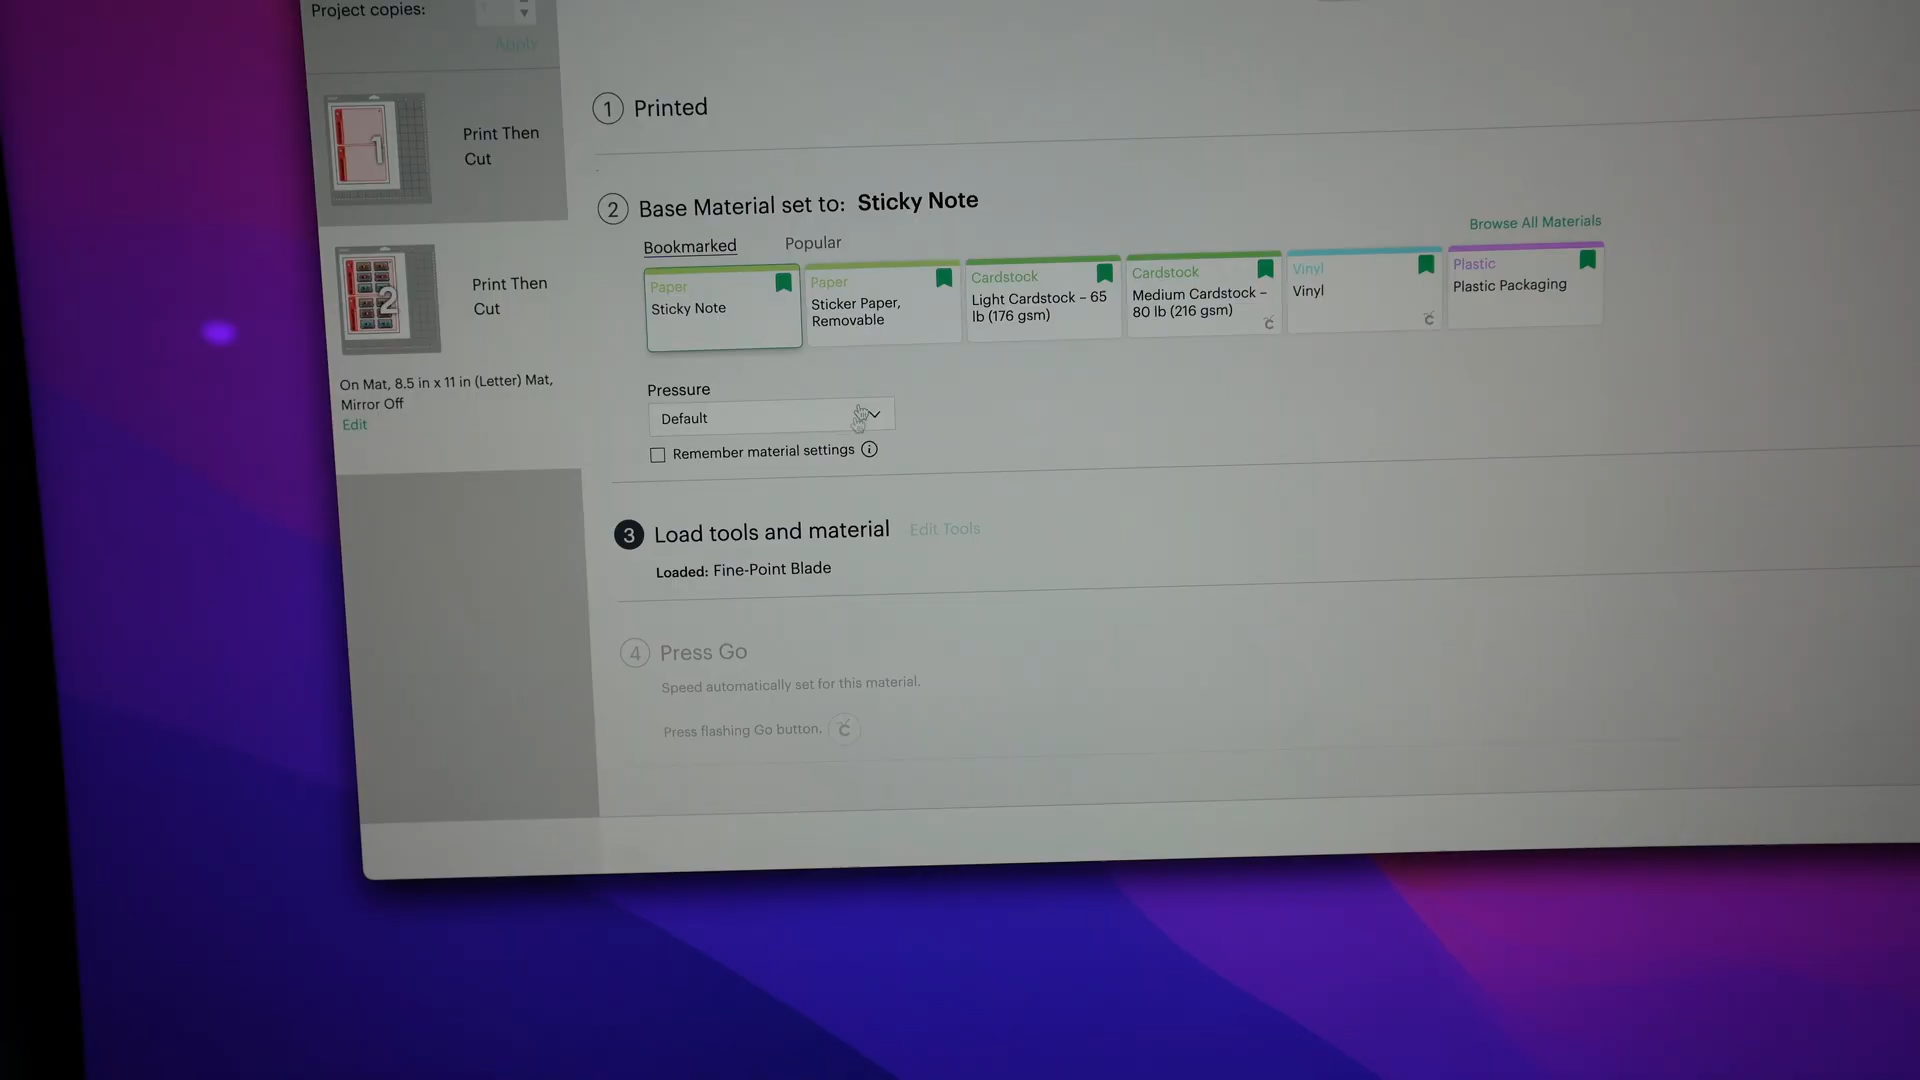 Project copies:
Apply
1
Print Then
Cut
2
Print Then
Cut
On Mat, 8.5 in x 11 in (Letter) Mat,
Mirror Off
Edit
1 Printed
2 Base Material set to: Sticky Note
Browse All Materials
Bookmarked Popular
Paper
Sticky Note
Paper
Sticker Paper,
Removable
Cardstock
Light Cardstock – 65
lb (176 gsm)
Cardstock
Medium Cardstock –
80 lb (216 gsm)
Vinyl
Vinyl
Plastic
Plastic Packaging
Pressure
Default
Remember material settings
3 Load tools and material Edit Tools
Loaded: Fine-Point Blade
4 Press Go
Speed automatically set for this material.
Press flashing Go button.